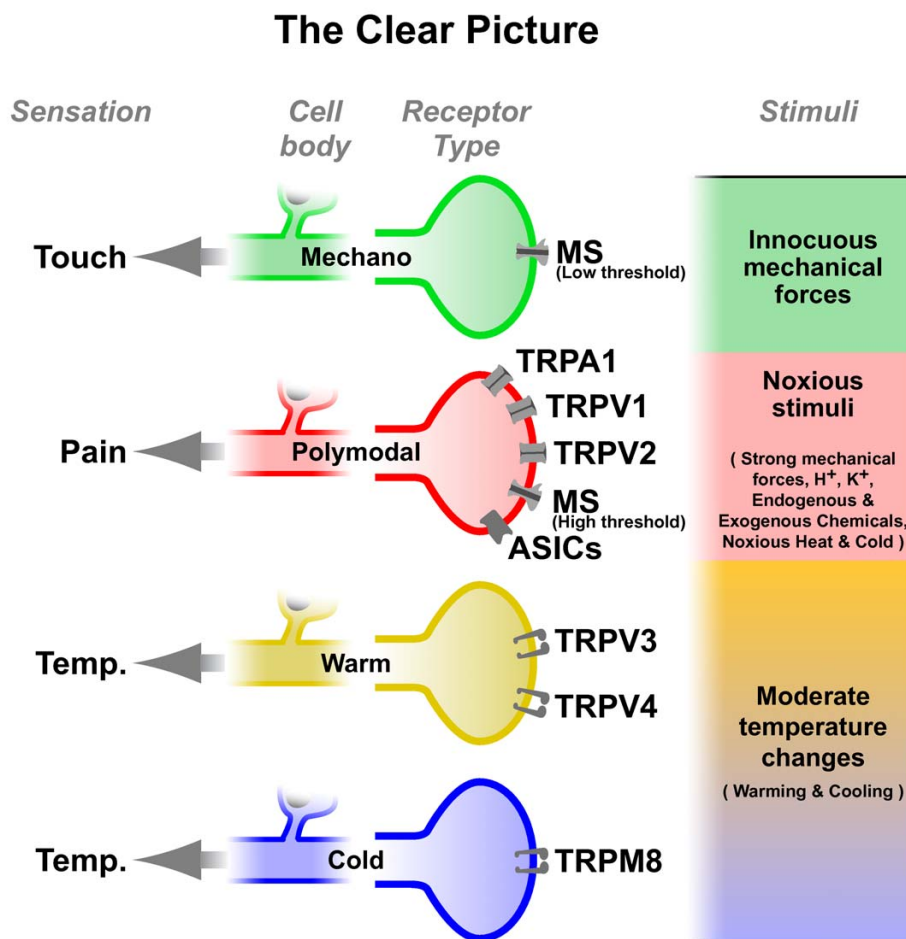 The Clear Picture
Sensation
Cell
body
Receptor
Type
Stimuli
Touch
Mechano
MS
(Low threshold)
Innocuous
mechanical
forces
Pain
Polymodal
TRPA1
TRPV1
TRPV2
MS
(High threshold)
ASICs
Noxious
stimuli
( Strong mechanical
forces, H⁺, K⁺,
Endogenous &
Exogenous Chemicals,
Noxious Heat & Cold )
Temp.
Warm
TRPV3
TRPV4
Moderate
temperature
changes
( Warming & Cooling )
Temp.
Cold
TRPM8